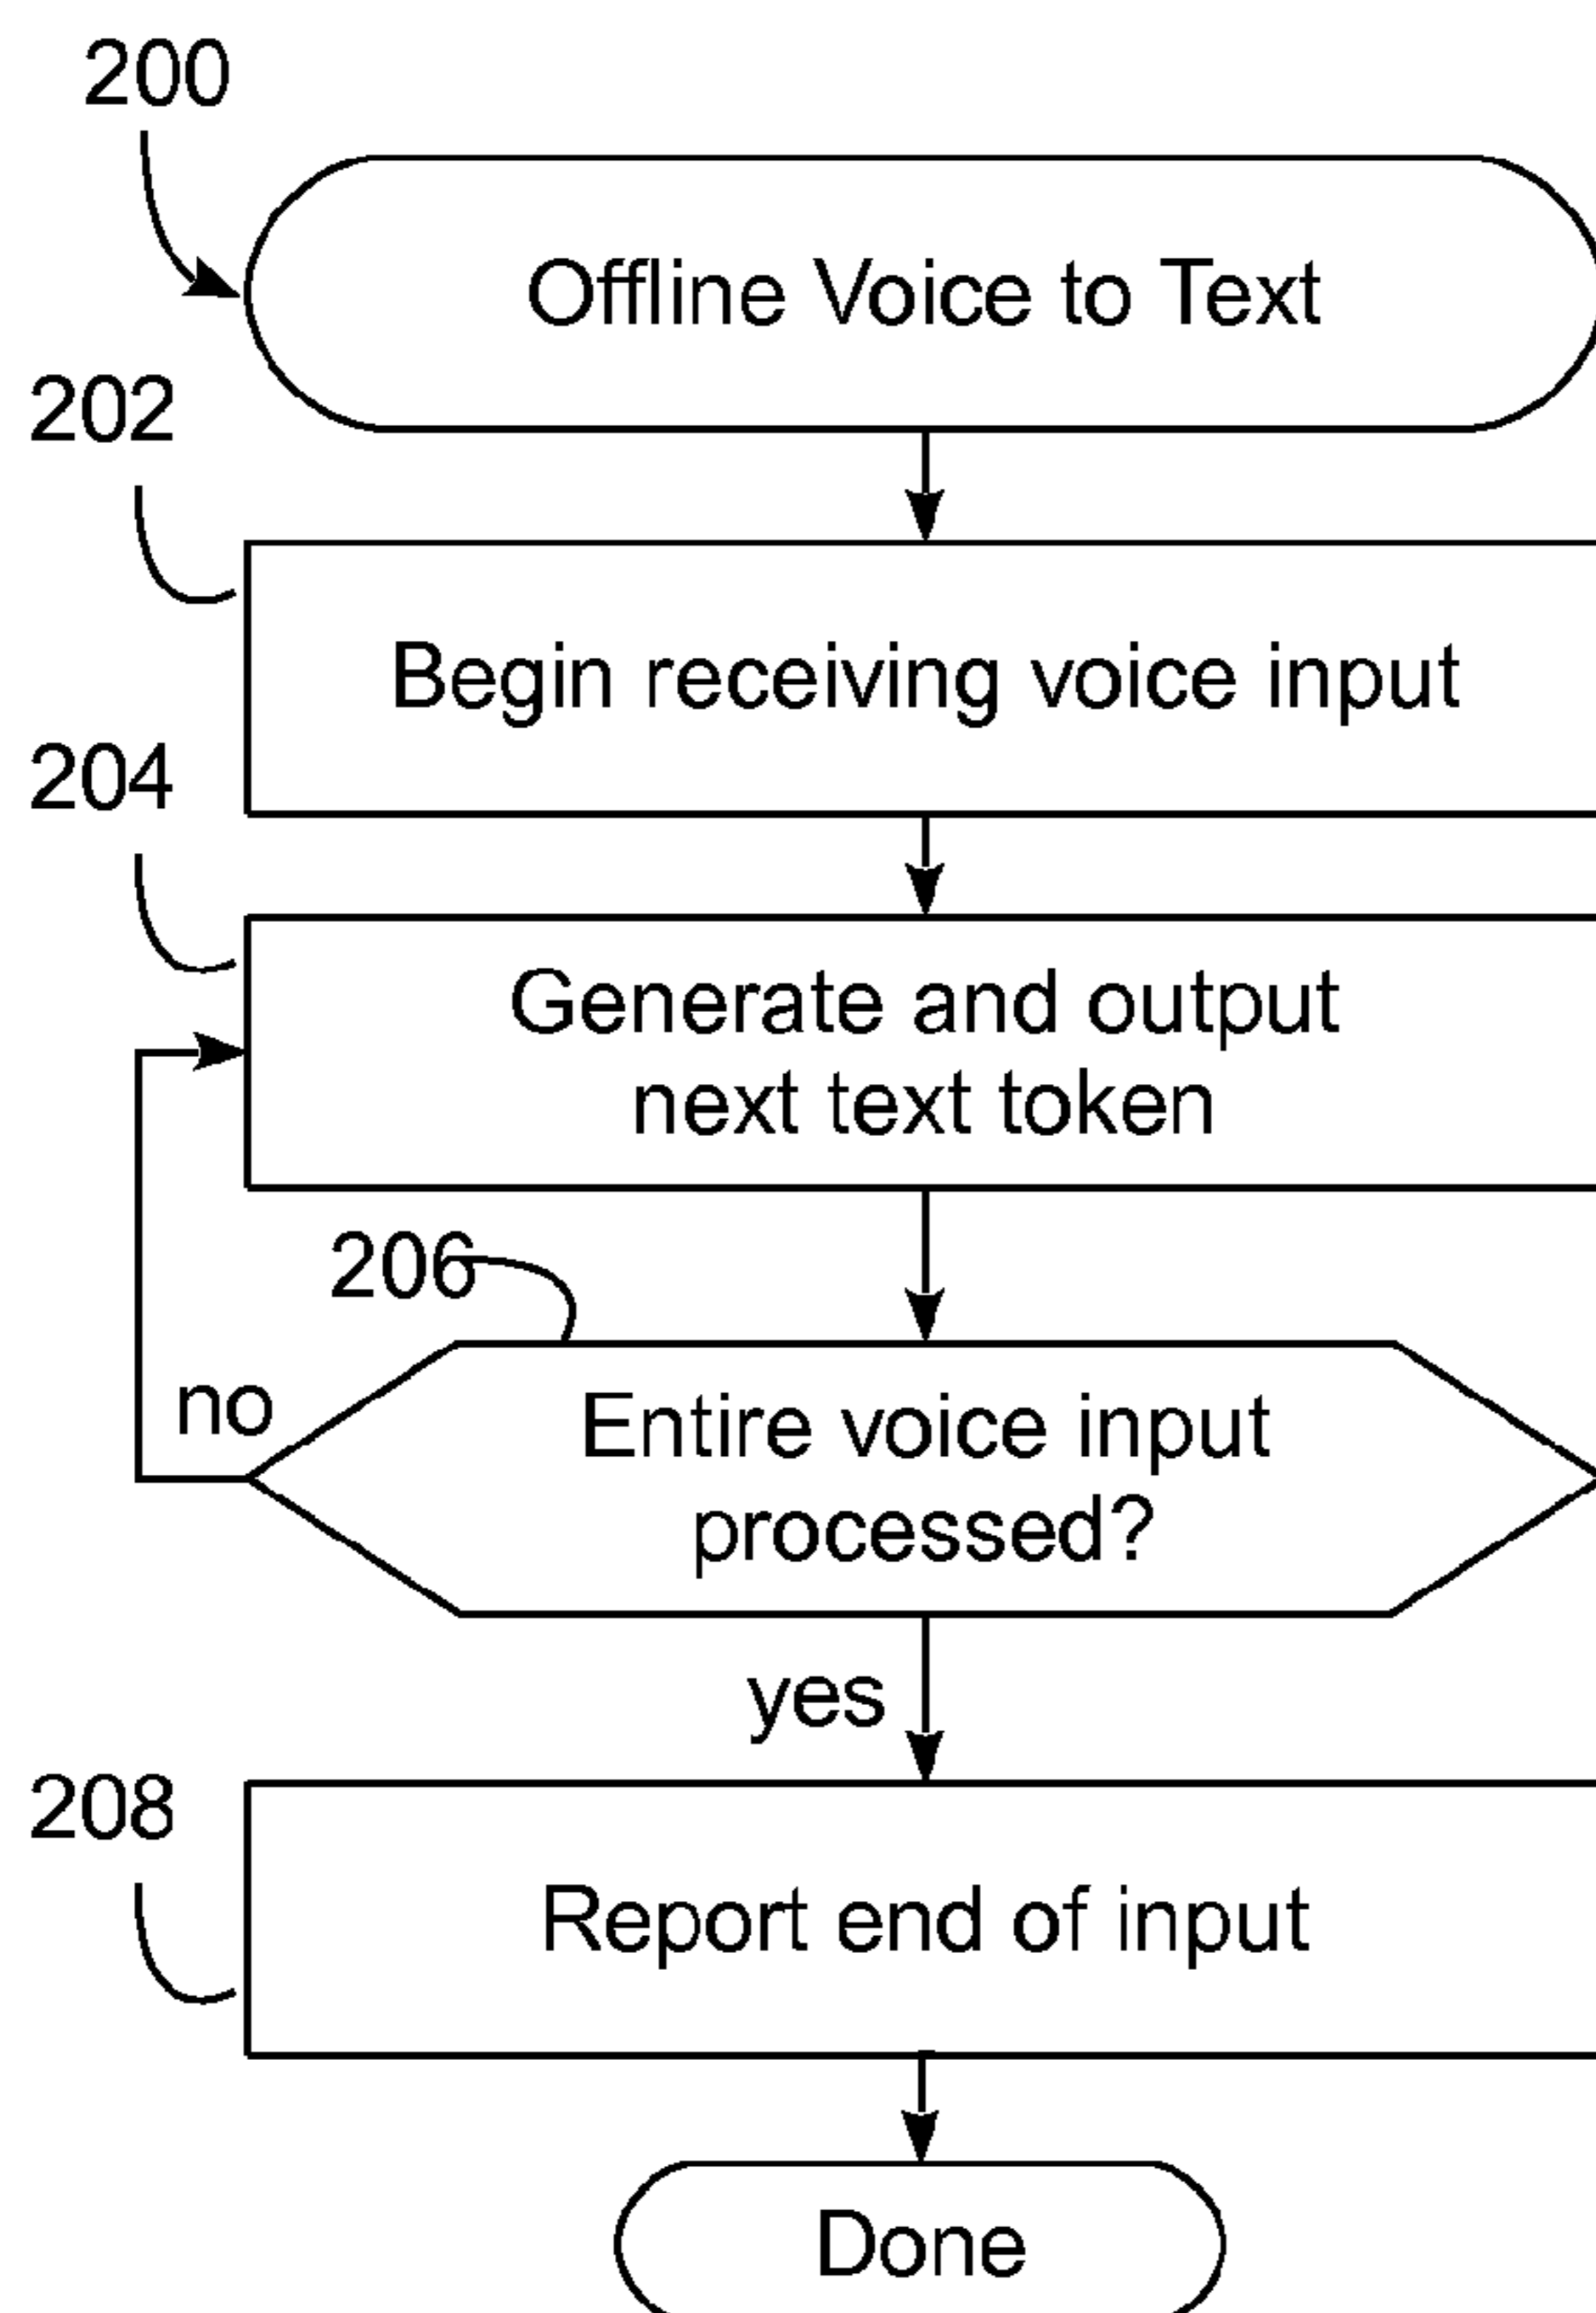 200
Offline Voice to Text
202
Begin receiving voice input
204
Generate and output
next text token
206
no
Entire voice input
processed?
yes
208
Report end of input
Done